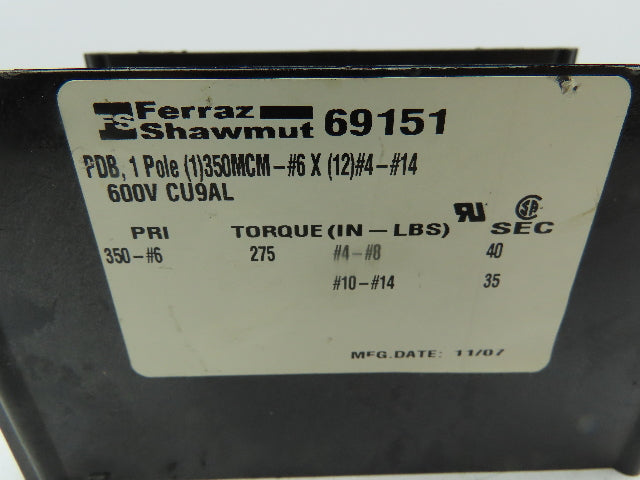 FS Ferraz Shawmut 69151
PDB, 1 Pole (1)350MCM-#6 X (12)#4-#14
600V CU9AL
PRI TORQUE (IN-LBS) SEC
350-#6 275 #4-#8 40
#10-#14 35
MFG.DATE: 11/07